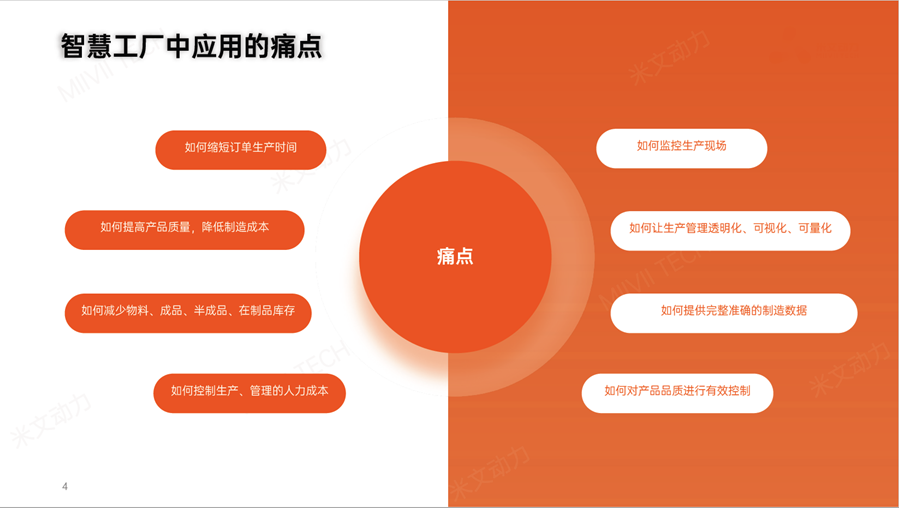 智慧工厂中应用的痛点
如何缩短订单生产时间
如何提高产品质量，降低制造成本
如何减少物料、成品、半成品、在制品库存
如何控制生产、管理的人力成本
痛点
如何监控生产现场
如何让生产管理透明化、可视化、可量化
如何提供完整准确的制造数据
如何对产品品质进行有效控制
4
MIIVII TECH
米文动力
米文动力
MIIVII TECH
TECH
米文动力
米文动力
米文动力